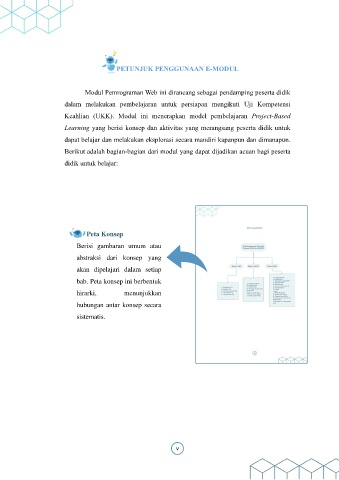 PETUNJUK PENGGUNAAN E-MODUL
Modul Permrograman Web ini dirancang sebagai pendamping peserta didik
dalam melakukan pembelajaran untuk persiapan mengikuti Uji Kompetensi
Keahlian (UKK). Modul ini menerapkan model pembelajaran Project-Based
Learning yang berisi konsep dan aktivitas yang merangsang peserta didik untuk
dapat belajar dan melakukan eksplorasi secara mandiri kapanpun dan dimanapun.
Berikut adalah bagian-bagian dari modul yang dapat dijadikan acuan bagi peserta
didik untuk belajar:
Peta Konsep
Berisi gambaran umum atau
abstraksi dari konsep yang
akan dipelajari dalam setiap
bab. Peta konsep ini berbentuk
hirarki, menunjukkan
hubungan antar konsep secara
sistematis.
v